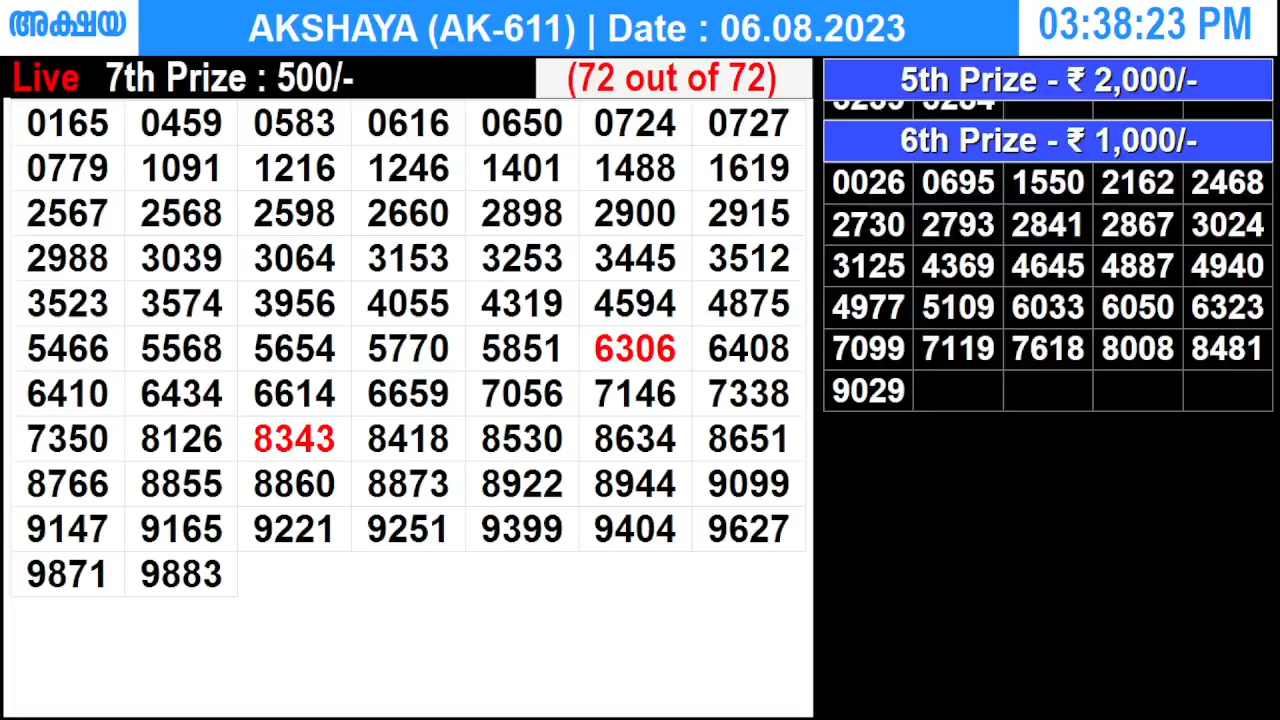 അക്ഷയ
AKSHAYA (AK-611) | Date : 06.08.2023
03:38:23 PM
Live 7th Prize : 500/- (72 out of 72)
0165 0459 0583 0616 0650 0724 0727
0779 1091 1216 1246 1401 1488 1619
2567 2568 2598 2660 2898 2900 2915
2988 3039 3064 3153 3253 3445 3512
3523 3574 3956 4055 4319 4594 4875
5466 5568 5654 5770 5851 6306 6408
6410 6434 6614 6659 7056 7146 7338
7350 8126 8343 8418 8530 8634 8651
8766 8855 8860 8873 8922 8944 9099
9147 9165 9221 9251 9399 9404 9627
9871 9883
5th Prize - ₹ 2,000/-
6th Prize - ₹ 1,000/-
0026 0695 1550 2162 2468
2730 2793 2841 2867 3024
3125 4369 4645 4887 4940
4977 5109 6033 6050 6323
7099 7119 7618 8008 8481
9029